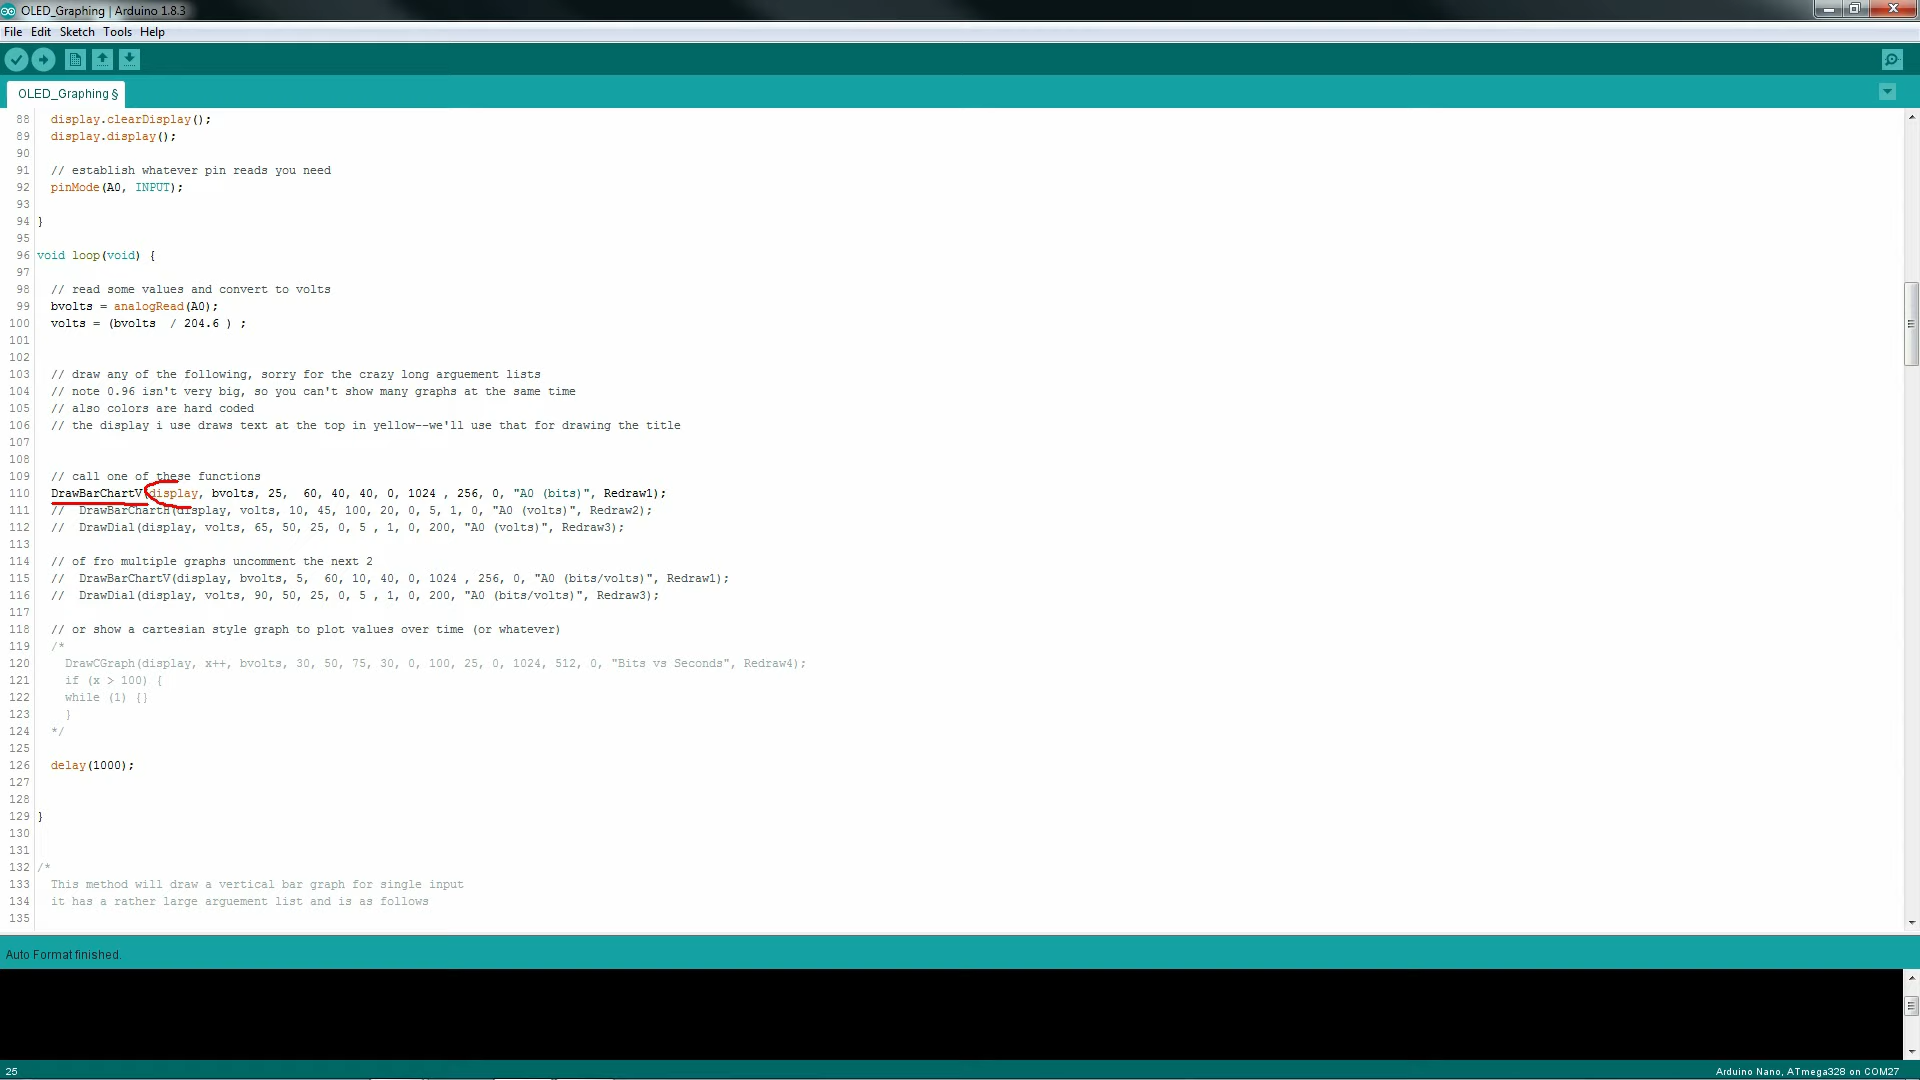 OLED_Graphing | Arduino 1.8.3
File Edit Sketch Tools Help
OLED_Graphing §
88 display.clearDisplay();
89 display.display();
90
91 // establish whatever pin reads you need
92 pinMode(A0, INPUT);
93
94 }
95
96 void loop(void) {
97
98 // read some values and convert to volts
99 bvolts = analogRead(A0);
100 volts = (bvolts / 204.6 ) ;
101
102
103 // draw any of the following, sorry for the crazy long arguement lists
104 // note 0.96 isn't very big, so you can't show many graphs at the same time
105 // also colors are hard coded
106 // the display i use draws text at the top in yellow--we'll use that for drawing the title
107
108
109 // call one of these functions
110 DrawBarChartV(display, bvolts, 25, 60, 40, 40, 0, 1024 , 256, 0, "A0 (bits)", Redraw1);
111 // DrawBarChartH(display, volts, 10, 45, 100, 20, 0, 5, 1, 0, "A0 (volts)", Redraw2);
112 // DrawDial(display, volts, 65, 50, 25, 0, 5 , 1, 0, 200, "A0 (volts)", Redraw3);
113
114 // of fro multiple graphs uncomment the next 2
115 // DrawBarChartV(display, bvolts, 5, 60, 10, 40, 0, 1024 , 256, 0, "A0 (bits/volts)", Redraw1);
116 // DrawDial(display, volts, 90, 50, 25, 0, 5 , 1, 0, 200, "A0 (bits/volts)", Redraw3);
117
118 // or show a cartesian style graph to plot values over time (or whatever)
119 /*
120 DrawCGraph(display, x++, bvolts, 30, 50, 75, 30, 0, 100, 25, 0, 1024, 512, 0, "Bits vs Seconds", Redraw4);
121 if (x > 100) {
122 while (1) {}
123 }
124 */
125
126 delay(1000);
127
128
129 }
130
131
132 /*
133 This method will draw a vertical bar graph for single input
134 it has a rather large arguement list and is as follows
135
Auto Format finished.
25 Arduino Nano, ATmega328 on COM27